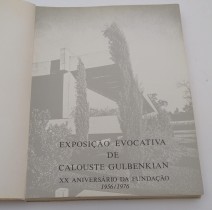 EXPOSIÇÃO EVOCATIVA
DE
CALOUSTE GULBENKIAN
XX ANIVERSÁRIO DA FUNDAÇÃO
1956/1976